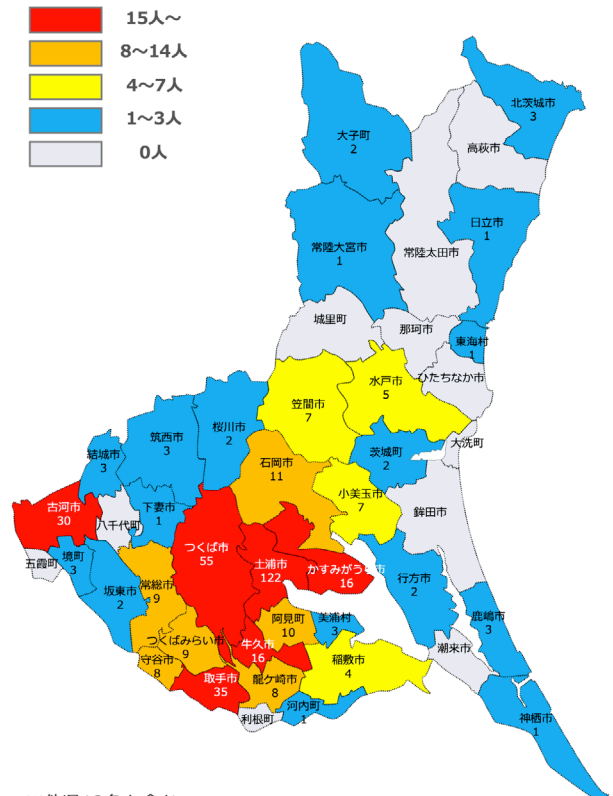 15人～
8～14人
4～7人
1～3人
0人
北茨城市
3
大子町
2
高萩市
日立市
1
常陸大宮市
1
常陸太田市
城里町
那珂市
東海村
1
ひたちなか市
水戸市
5
笠間市
7
大洗町
桜川市
2
筑西市
3
茨城町
2
結城市
3
石岡市
11
小美玉市
7
鉾田市
古河市
30
八千代町
下妻市
1
つくば市
55
土浦市
122
かすみがうら市
16
五霞町
境町
3
坂東市
2
常総市
9
行方市
2
阿見町
10
美浦村
3
鹿嶋市
3
つくばみらい市
9
牛久市
16
潮来市
守谷市
8
取手市
35
龍ケ崎市
8
稲敷市
4
利根町
河内町
1
神栖市
1